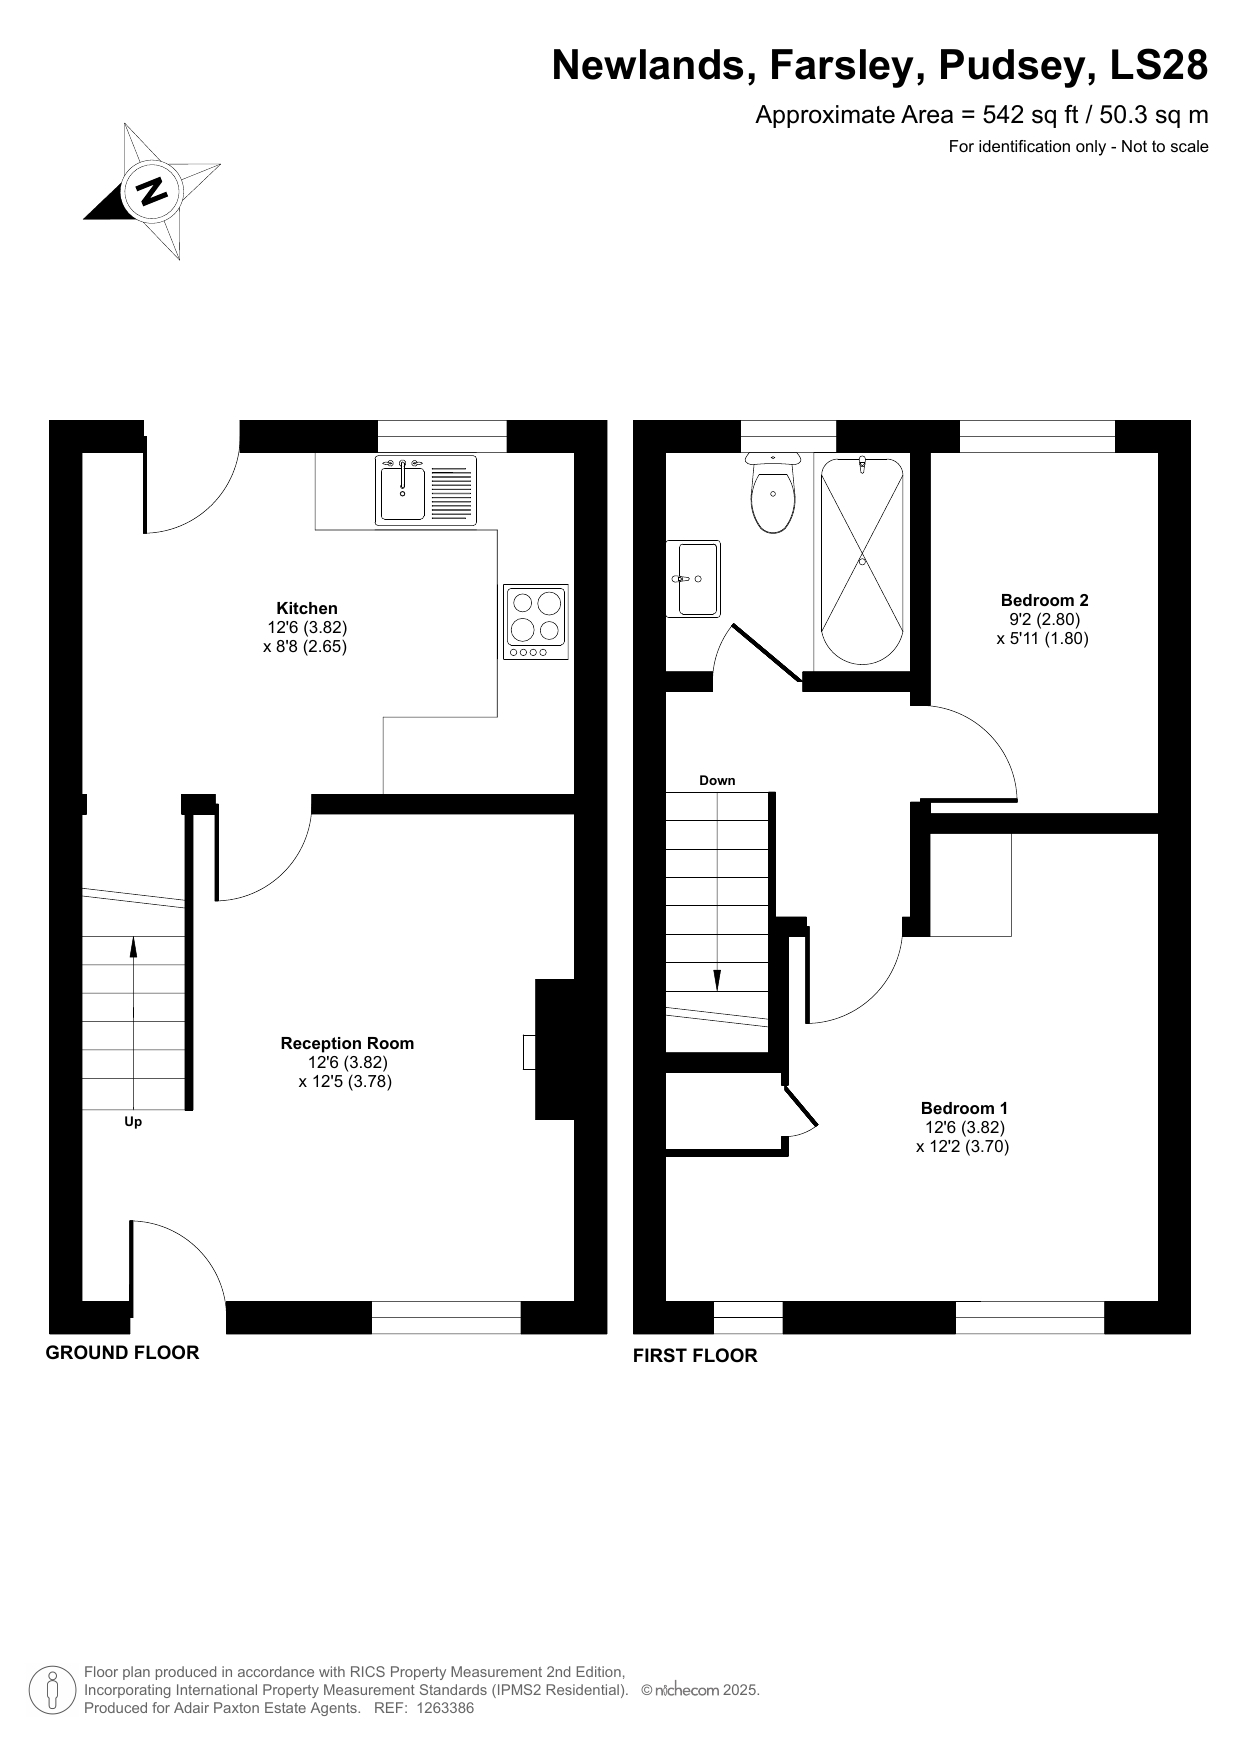 Newlands, Farsley, Pudsey, LS28
Approximate Area = 542 sq ft / 50.3 sq m
For identification only - Not to scale
N
Kitchen
12'6 (3.82)
x 8'8 (2.65)
Reception Room
12'6 (3.82)
x 12'5 (3.78)
Up
GROUND FLOOR
Bedroom 2
9'2 (2.80)
x 5'11 (1.80)
Down
Bedroom 1
12'6 (3.82)
x 12'2 (3.70)
FIRST FLOOR
Floor plan produced in accordance with RICS Property Measurement 2nd Edition,
Incorporating International Property Measurement Standards (IPMS2 Residential). © nichecom 2025.
Produced for Adair Paxton Estate Agents. REF: 1263386